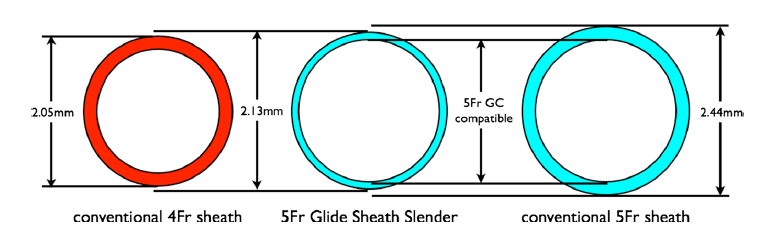 2.05mm
2.13mm
5Fr GC
compatible
2.44mm
conventional 4Fr sheath
5Fr Glide Sheath Slender
conventional 5Fr sheath